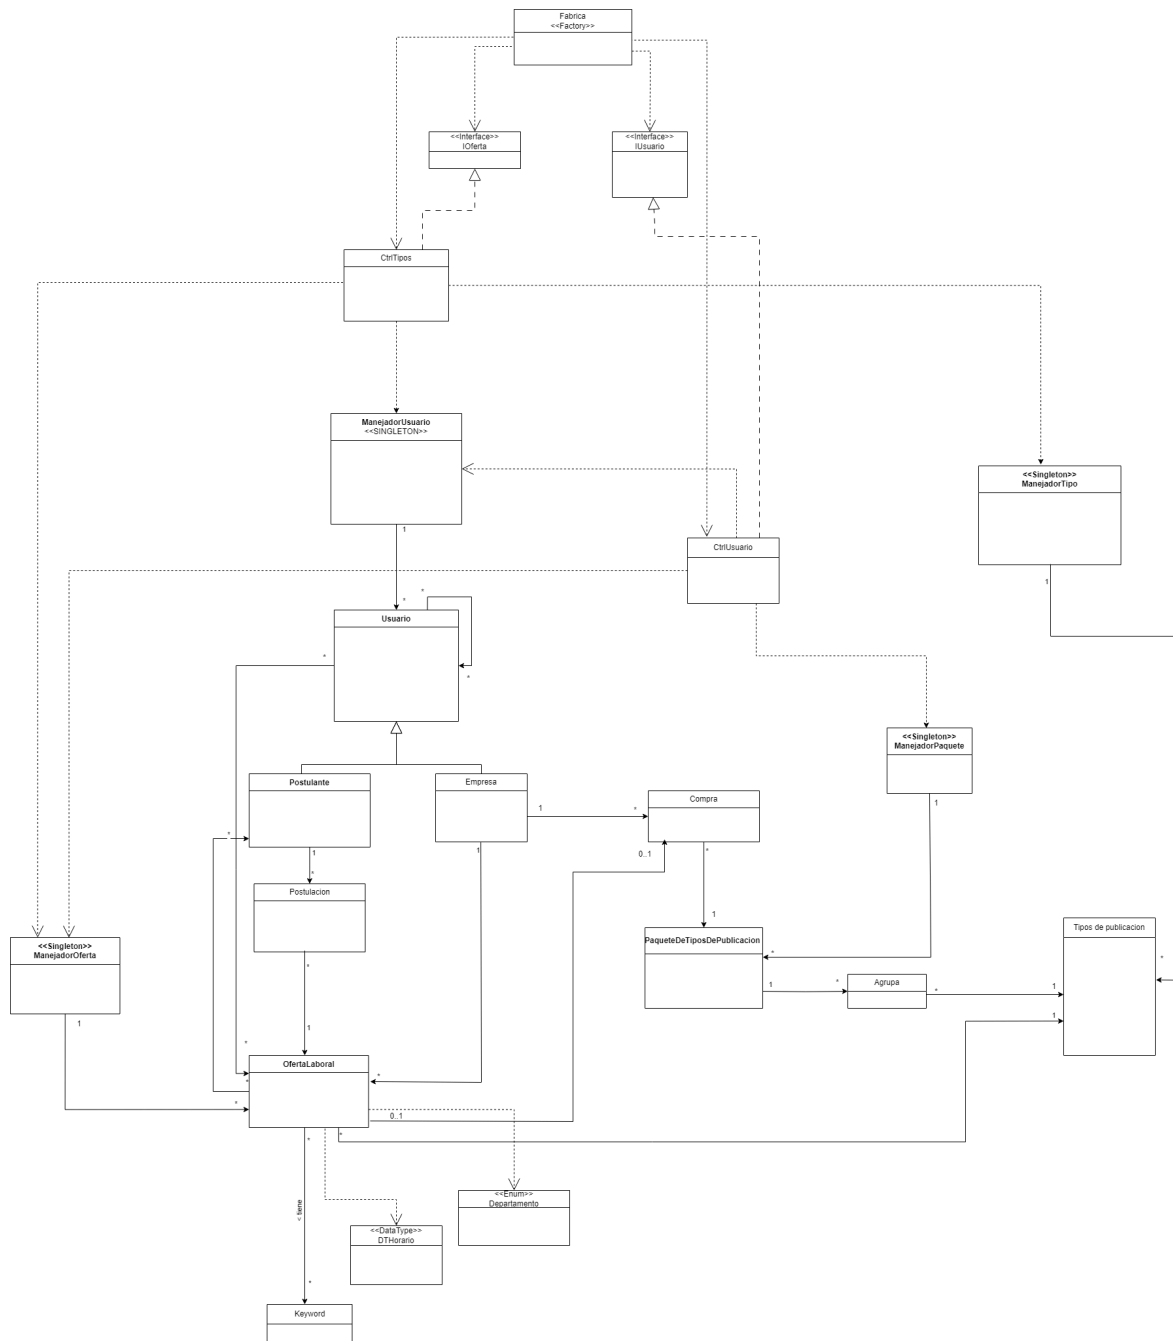 Fabrica
<<Factory>>
<<Interface>>
IOferta
<<Interface>>
IUsuario
CtrlTipos
ManejadorUsuario
<<SINGLETON>>
<<Singleton>>
ManejadorTipo
1
CtrlUsuario
1
*
*
Usuario
*
*
<<Singleton>>
ManejadorPaquete
Postulante
Empresa
Compra
1
*
1
*
1
1
0..1
*
*
Postulacion
1
Tipos de publicacion
<<Singleton>>
ManejadorOferta
PaqueteDeTiposDePublicacion
*
*
*
1
*
Agrupa
*
1
1
1
1
*
OfertaLaboral
*
*
*
0..1
*
*
<<Enum>>
Departamento
< tiene
<<DataType>>
DTHorario
*
Keyword